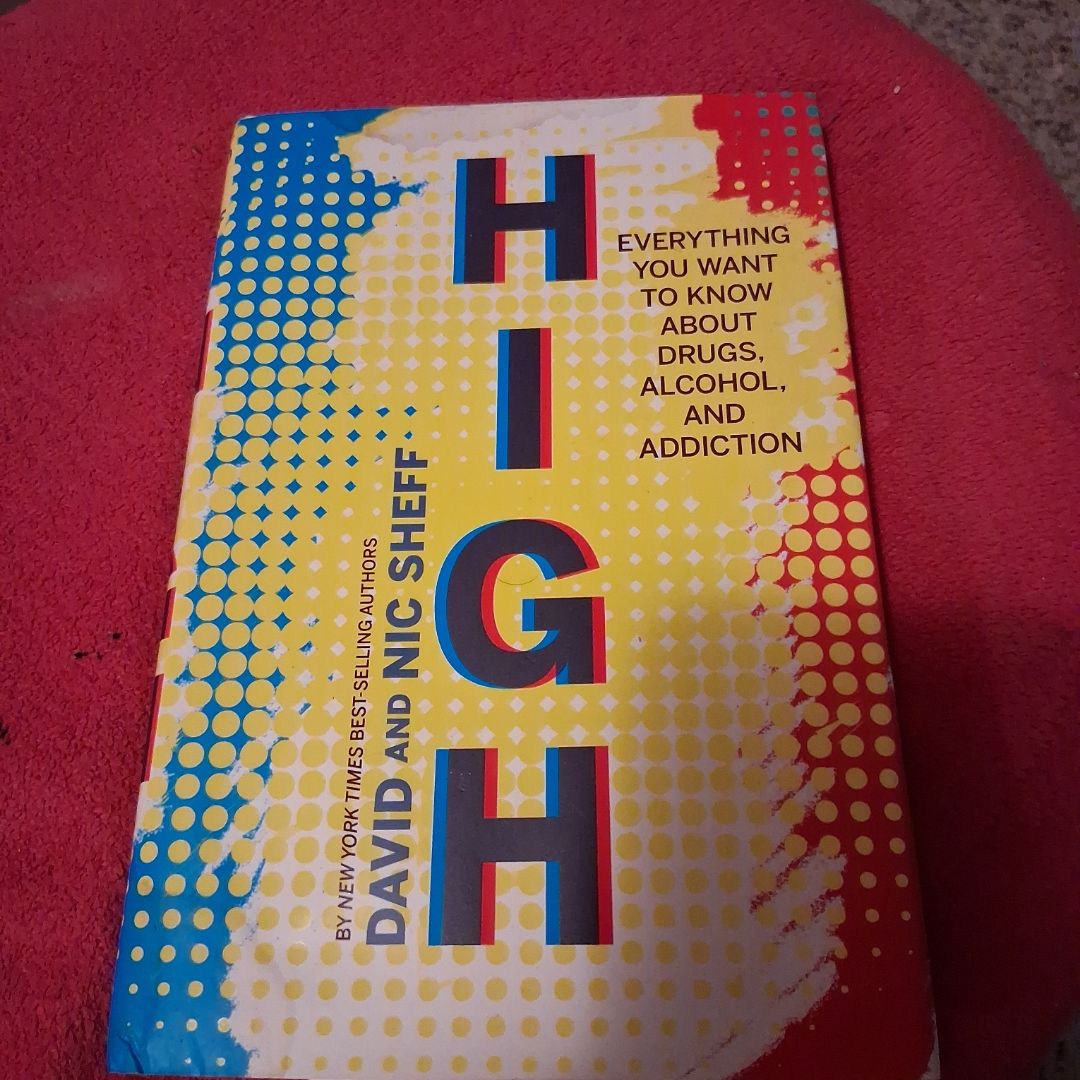 HIGH
EVERYTHING
YOU WANT
TO KNOW
ABOUT
DRUGS,
ALCOHOL,
AND
ADDICTION
BY NEW YORK TIMES BEST-SELLING AUTHORS
DAVID AND NIC SHEFF